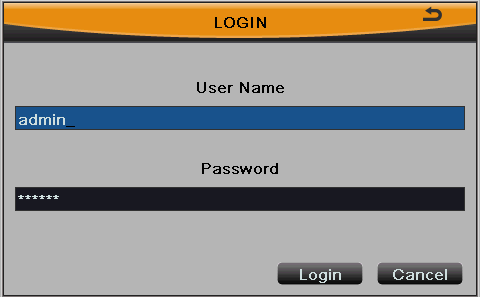 LOGIN
User Name
admin_
Password
******
Login Cancel